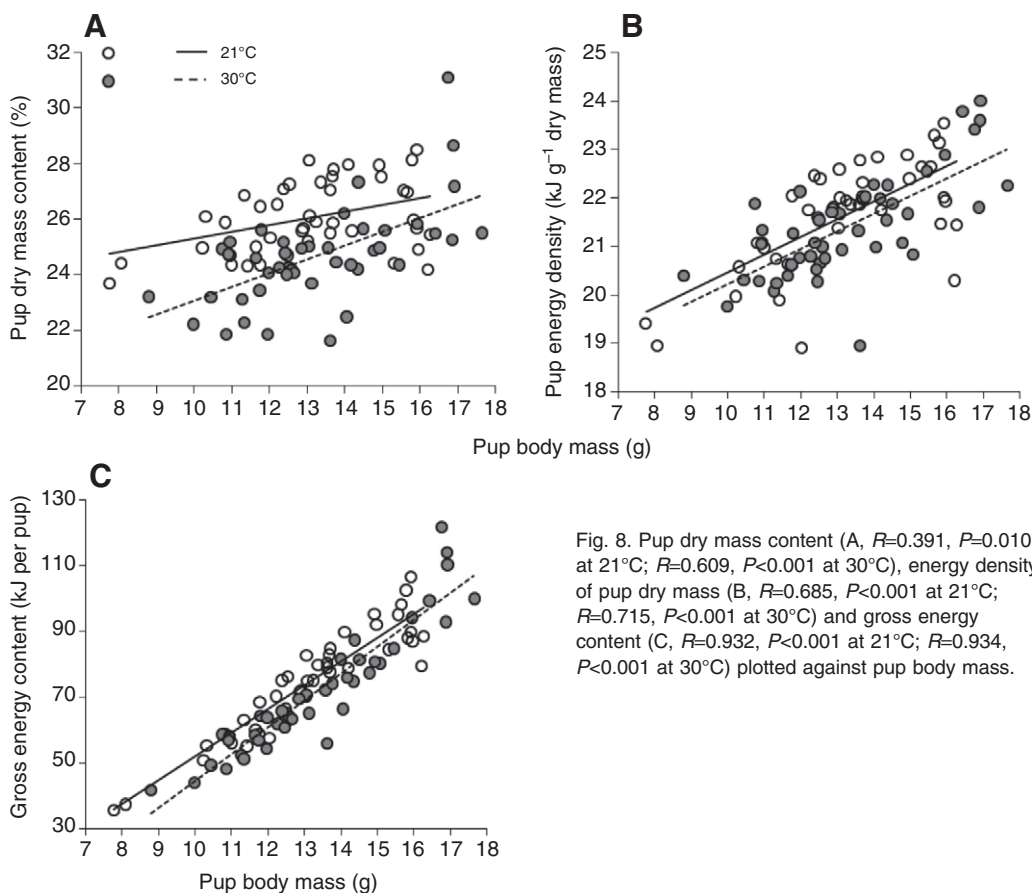 A
Pup dry mass content (%)
32
30
28
26
24
22
20
21°C
30°C
7 8 9 10 11 12 13 14 15 16 17 18
B
Pup energy density (kJ g⁻¹ dry mass)
25
24
23
22
21
20
19
18
7 8 9 10 11 12 13 14 15 16 17 18
Pup body mass (g)
C
Gross energy content (kJ per pup)
130
110
90
70
50
30
7 8 9 10 11 12 13 14 15 16 17 18
Pup body mass (g)
Fig. 8. Pup dry mass content (A, R=0.391, P=0.010
at 21°C; R=0.609, P<0.001 at 30°C), energy density
of pup dry mass (B, R=0.685, P<0.001 at 21°C;
R=0.715, P<0.001 at 30°C) and gross energy
content (C, R=0.932, P<0.001 at 21°C; R=0.934,
P<0.001 at 30°C) plotted against pup body mass.